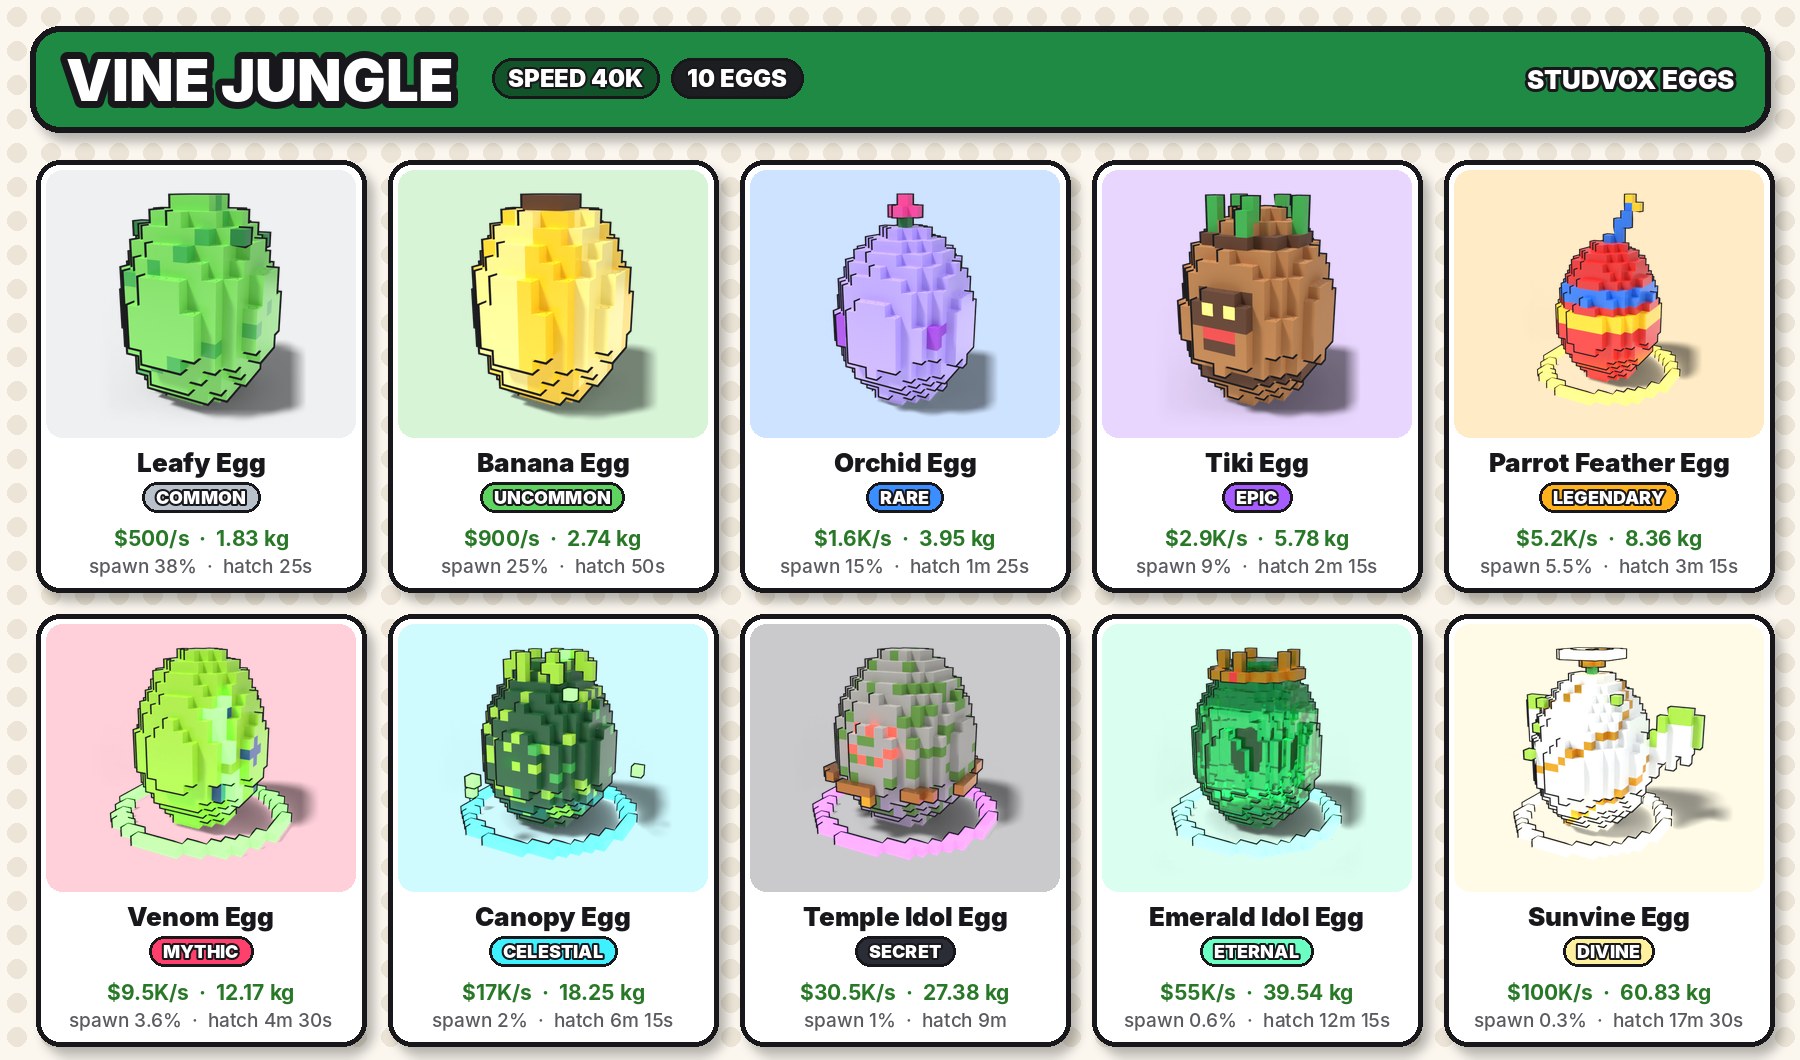 VINE JUNGLE
SPEED 40K
10 EGGS
STUDVOX EGGS
Leafy Egg
COMMON
$500/s · 1.83 kg
spawn 38% · hatch 25s
Banana Egg
UNCOMMON
$900/s · 2.74 kg
spawn 25% · hatch 50s
Orchid Egg
RARE
$1.6K/s · 3.95 kg
spawn 15% · hatch 1m 25s
Tiki Egg
EPIC
$2.9K/s · 5.78 kg
spawn 9% · hatch 2m 15s
Parrot Feather Egg
LEGENDARY
$5.2K/s · 8.36 kg
spawn 5.5% · hatch 3m 15s
Venom Egg
MYTHIC
$9.5K/s · 12.17 kg
spawn 3.6% · hatch 4m 30s
Canopy Egg
CELESTIAL
$17K/s · 18.25 kg
spawn 2% · hatch 6m 15s
Temple Idol Egg
SECRET
$30.5K/s · 27.38 kg
spawn 1% · hatch 9m
Emerald Idol Egg
ETERNAL
$55K/s · 39.54 kg
spawn 0.6% · hatch 12m 15s
Sunvine Egg
DIVINE
$100K/s · 60.83 kg
spawn 0.3% · hatch 17m 30s